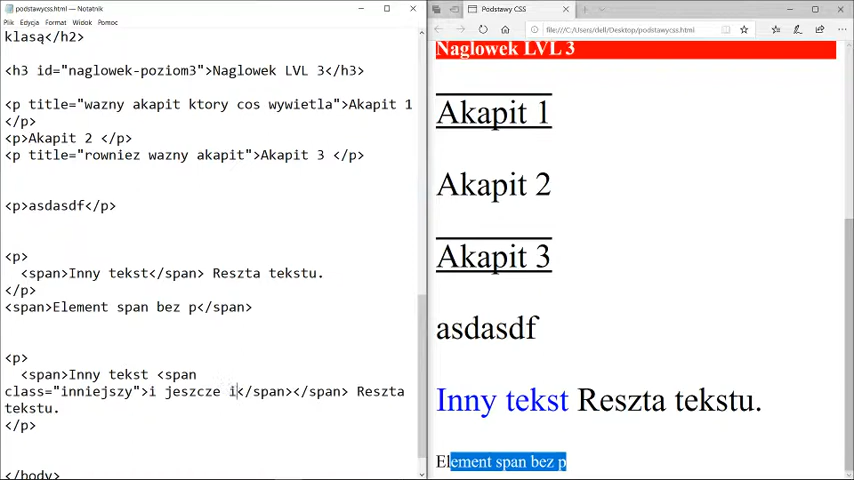 podstawycss.html — Notatnik
Plik Edycja Format Widok Pomoc
klasą</h2>
<h3 id="naglowek-poziom3">Naglowek LVL 3</h3>
<p title="wazny akapit ktory cos wywietla">Akapit 1
</p>
<p>Akapit 2 </p>
<p title="rowniez wazny akapit">Akapit 3 </p>
<p>asdasdf</p>
<p>
<span>Inny tekst</span> Reszta tekstu.
</p>
<span>Element span bez p</span>
<p>
<span>Inny tekst <span
class="inniejszy">i jeszcze i</span></span> Reszta
tekstu.
</p>
</body>
Podstawy CSS
file:///C:/Users/dell/Desktop/podstawycss.html
Naglowek LVL 3
Akapit 1
Akapit 2
Akapit 3
asdasdf
Inny tekst Reszta tekstu.
Element span bez p